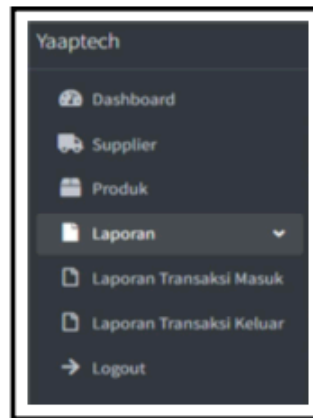 Yaaptech
Dashboard
Supplier
Produk
Laporan
Laporan Transaksi Masuk
Laporan Transaksi Keluar
Logout